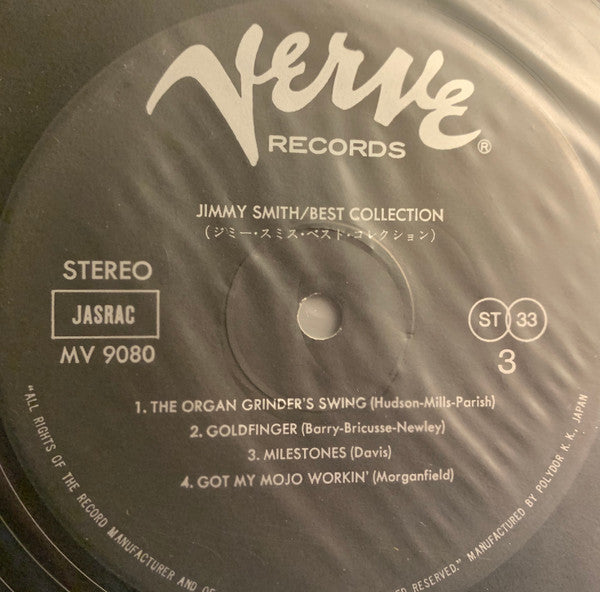 VERVE
RECORDS ®
JIMMY SMITH/BEST COLLECTION
(ジミー・スミス・ベスト・コレクション)
STEREO
JASRAC
MV 9080
ST 33
3
1. THE ORGAN GRINDER'S SWING (Hudson-Mills-Parish)
2. GOLDFINGER (Barry-Bricusse-Newley)
3. MILESTONES (Davis)
4. GOT MY MOJO WORKIN' (Morganfield)
"ALL RIGHTS OF THE RECORD MANUFACTURER AND OF
RESERVED." MANUFACTURED BY POLYDOR K. K., JAPAN